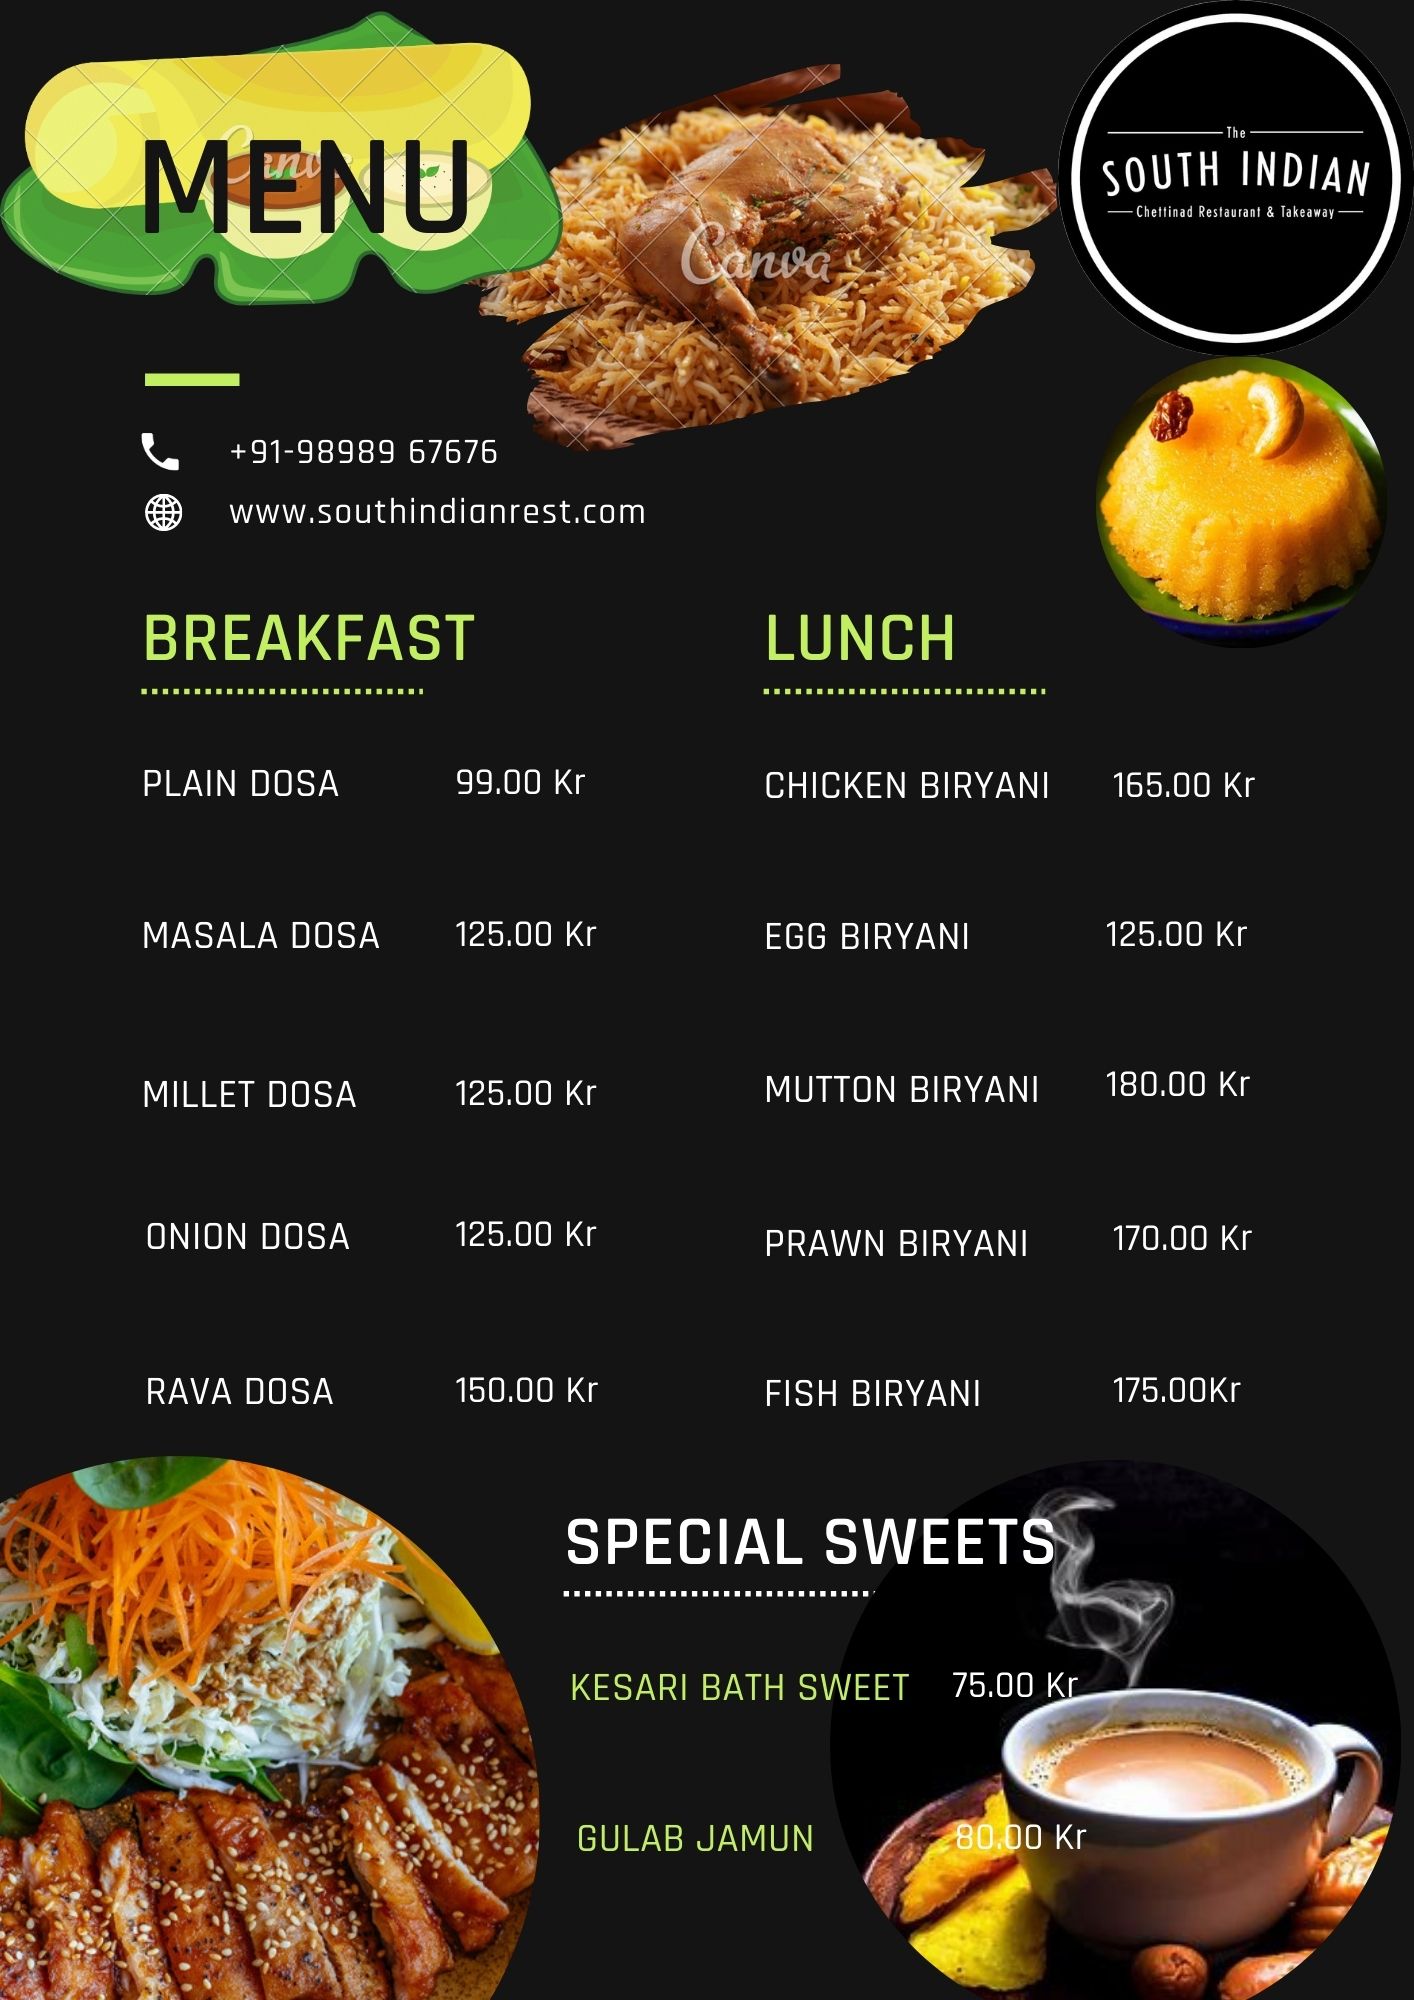 MENU
Canva
Canva
The
SOUTH INDIAN
Chettinad Restaurant & Takeaway
+91-98989 67676
www.southindianrest.com
BREAKFAST
PLAIN DOSA 99.00 Kr
MASALA DOSA 125.00 Kr
MILLET DOSA 125.00 Kr
ONION DOSA 125.00 Kr
RAVA DOSA 150.00 Kr
LUNCH
CHICKEN BIRYANI 165.00 Kr
EGG BIRYANI 125.00 Kr
MUTTON BIRYANI 180.00 Kr
PRAWN BIRYANI 170.00 Kr
FISH BIRYANI 175.00Kr
SPECIAL SWEETS
KESARI BATH SWEET 75.00 Kr
GULAB JAMUN 80.00 Kr